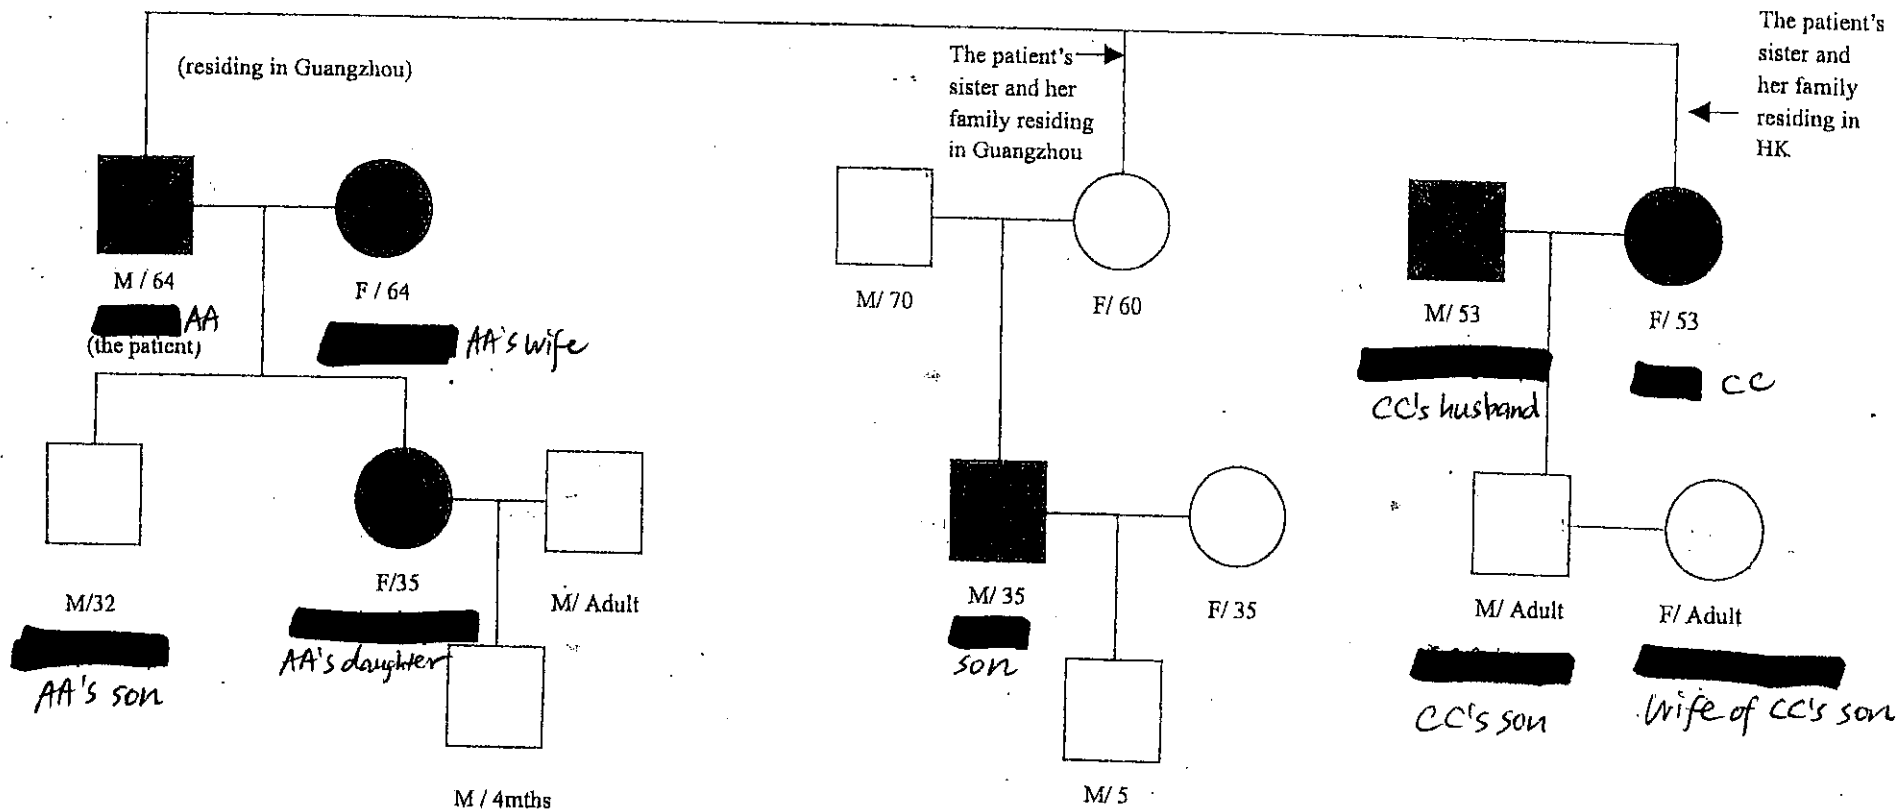 (residing in Guangzhou)
The patient's
sister and her
family residing
in Guangzhou
The patient's
sister and
her family
residing in
HK
M / 64
AA
(the patient)
F / 64
AA's wife
M/ 70
F/ 60
M/ 53
CC's husband
F/ 53
CC
M/32
AA's son
F/35
AA's daughter
M/ Adult
M / 4mths
M/ 35
son
F/ 35
M/ 5
M/ Adult
CC's son
F/ Adult
Wife of CC's son